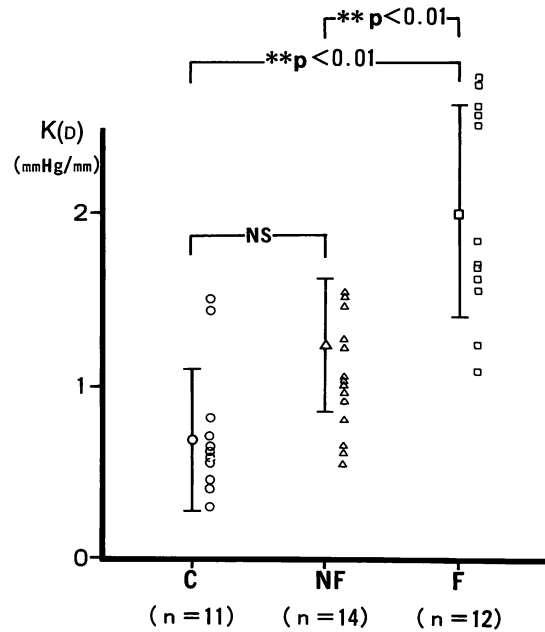 **p<0.01
**p<0.01
K(D)
(mmHg/mm)
2
NS
1
0
C NF F
(n=11) (n=14) (n=12)